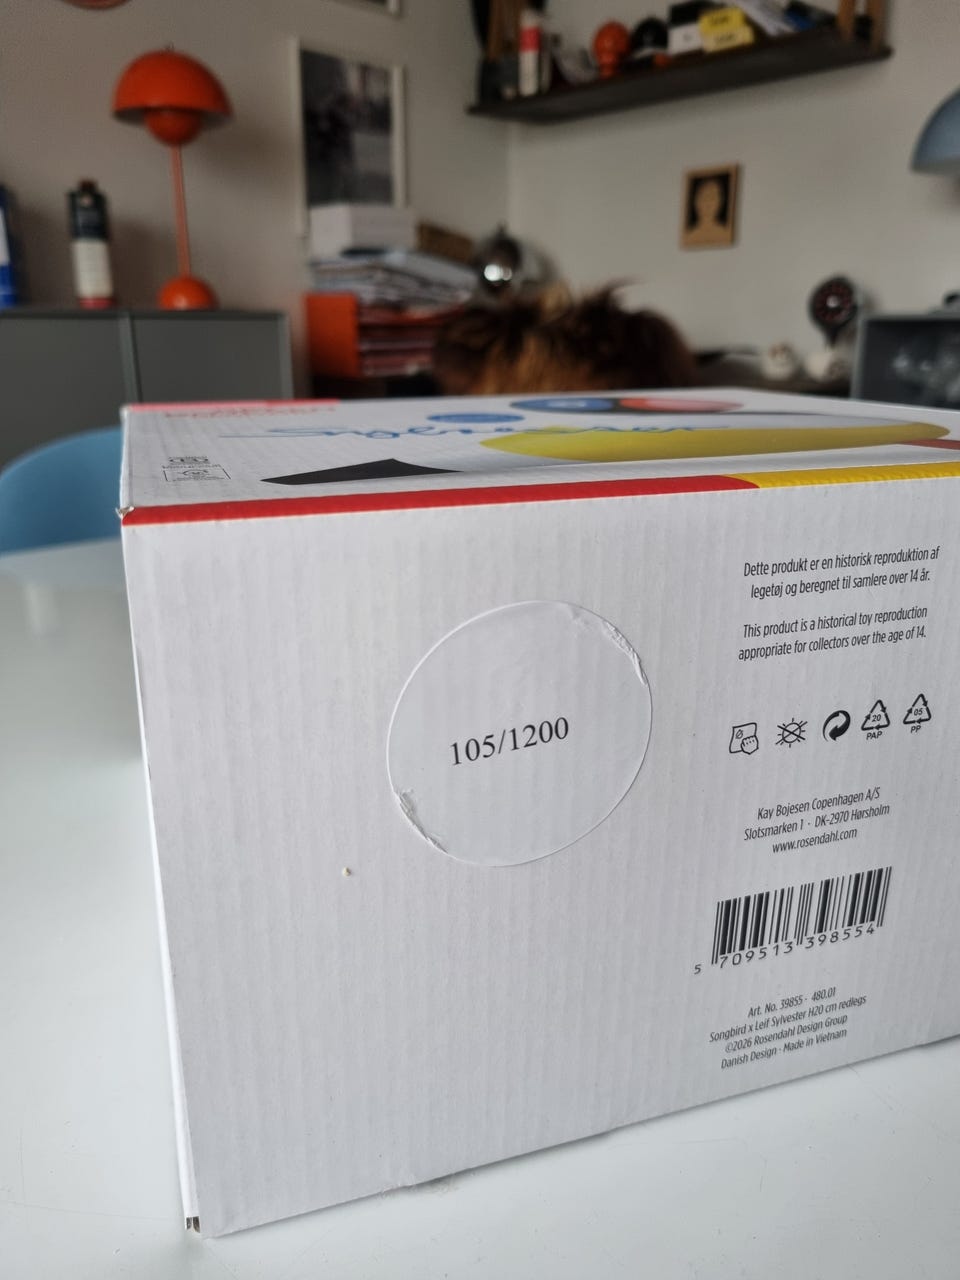 Dette produkt er en historisk reproduktion af
legetøj og beregnet til samlere over 14 år.
This product is a historical toy reproduction
appropriate for collectors over the age of 14.
105/1200
20
PAP
05
PP
Kay Bojesen Copenhagen A/S
Slotsmarken 1 · DK-2970 Hørsholm
www.rosendahl.com
5 709513 398554
Art. No. 39855 · 480.01
Songbird x Leif Sylvester H20 cm redlegs
©2026 Rosendahl Design Group
Danish Design · Made in Vietnam